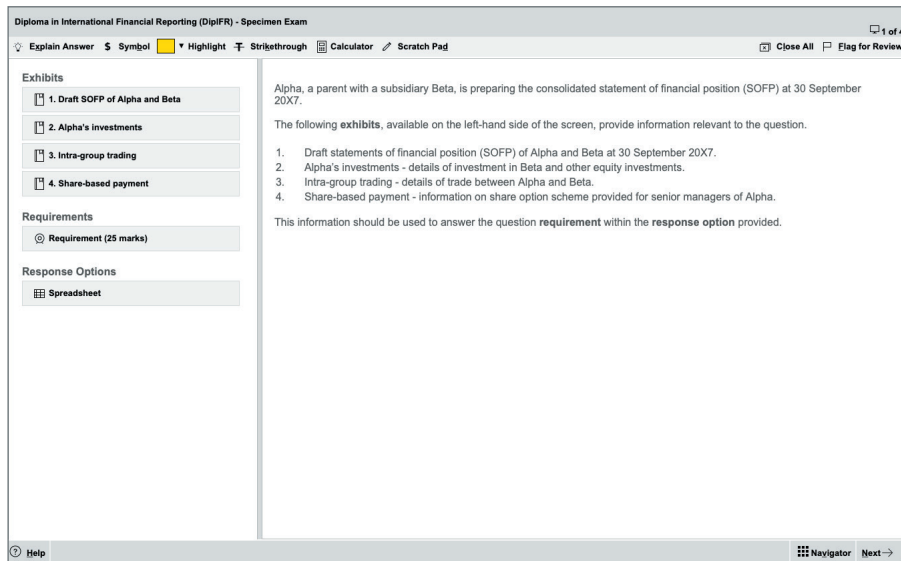 Diploma in International Financial Reporting (DipIFR) - Specimen Exam
1 of 4
Explain Answer $ Symbol Highlight Strikethrough Calculator Scratch Pad
Close All Flag for Review
Exhibits
1. Draft SOFP of Alpha and Beta
2. Alpha's investments
3. Intra-group trading
4. Share-based payment
Requirements
Requirement (25 marks)
Response Options
Spreadsheet
Alpha, a parent with a subsidiary Beta, is preparing the consolidated statement of financial position (SOFP) at 30 September
20X7.
The following exhibits, available on the left-hand side of the screen, provide information relevant to the question.
1. Draft statements of financial position (SOFP) of Alpha and Beta at 30 September 20X7.
2. Alpha's investments - details of investment in Beta and other equity investments.
3. Intra-group trading - details of trade between Alpha and Beta.
4. Share-based payment - information on share option scheme provided for senior managers of Alpha.
This information should be used to answer the question requirement within the response option provided.
? Help
Navigator Next